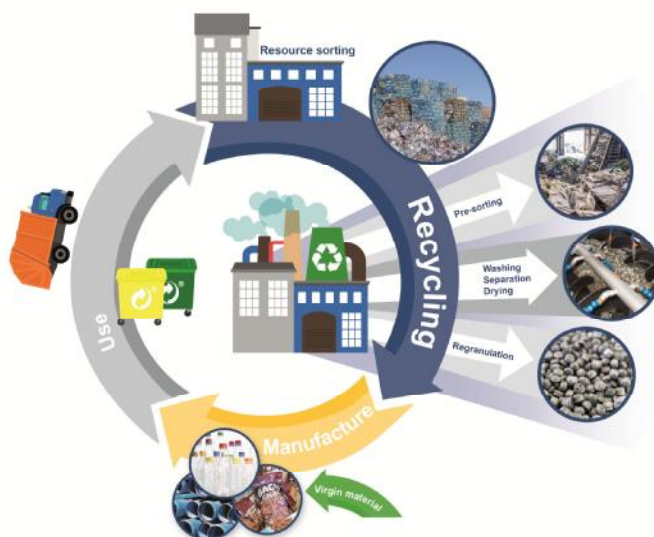 Resource sorting
Recycling
Pre-sorting
Washing
Separation
Drying
Regranulation
Use
Manufacture
Virgin material